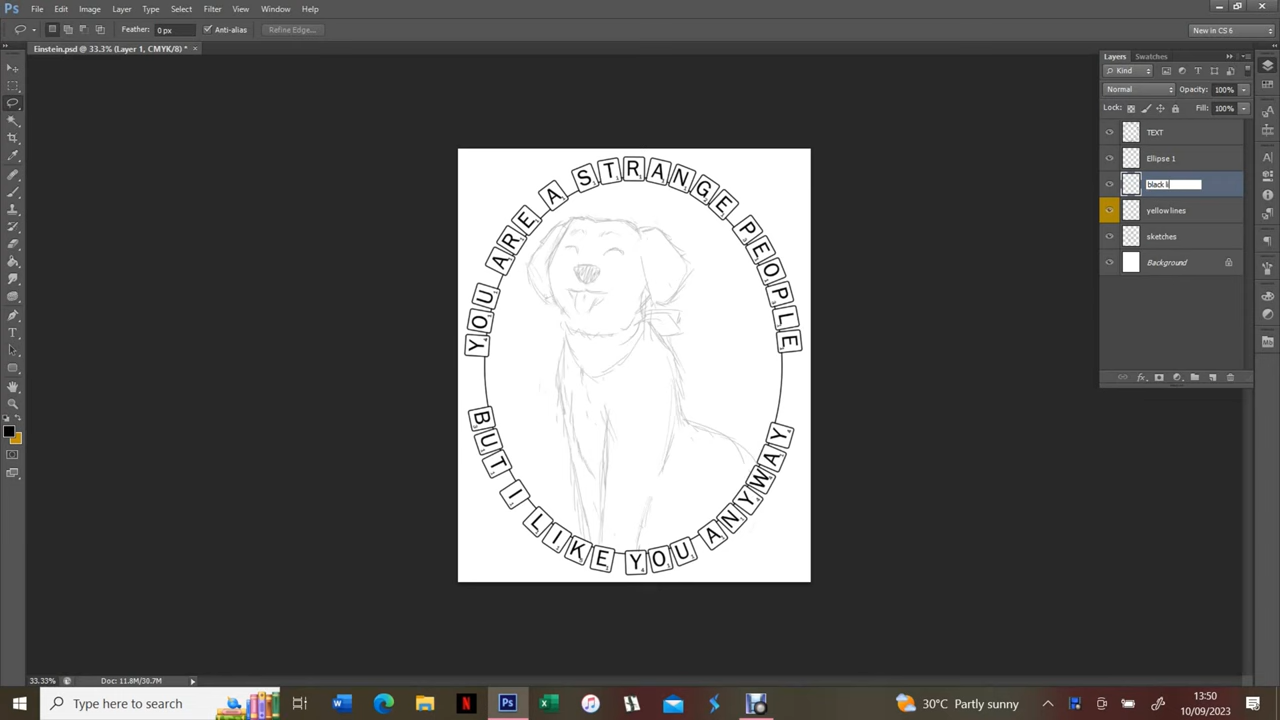 Ps File Edit Image Layer Type Select Filter View Window Help
Feather: 0 px Anti-alias Refine Edge... New in CS 6
Einstein.psd @ 33.3% (Layer 1, CMYK/8) * ×
Layers Swatches
Kind
Normal Opacity: 100%
Lock: Fill: 100%
TEXT
Ellipse 1
black li
yellow lines
sketches
Background
YOU ARE A STRANGE PEOPLE
BUT I LIKE YOU ANYWAY
33.33% Doc: 11.8M/30.7M
Type here to search
30°C Partly sunny
13:50
10/09/2023